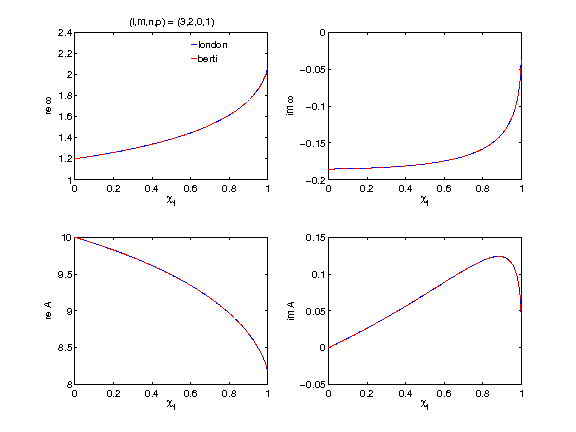 (l,m,n,p) = (3,2,0,1)
2.4
2.2
2
1.8
1.6
1.4
1.2
1
re ω
london
berti
0 0.2 0.4 0.6 0.8 1
χf
0
−0.05
−0.1
−0.15
−0.2
im ω
0 0.2 0.4 0.6 0.8 1
χf
10
9.5
9
8.5
8
re A
0 0.2 0.4 0.6 0.8 1
χf
0.15
0.1
0.05
0
−0.05
im A
0 0.2 0.4 0.6 0.8 1
χf